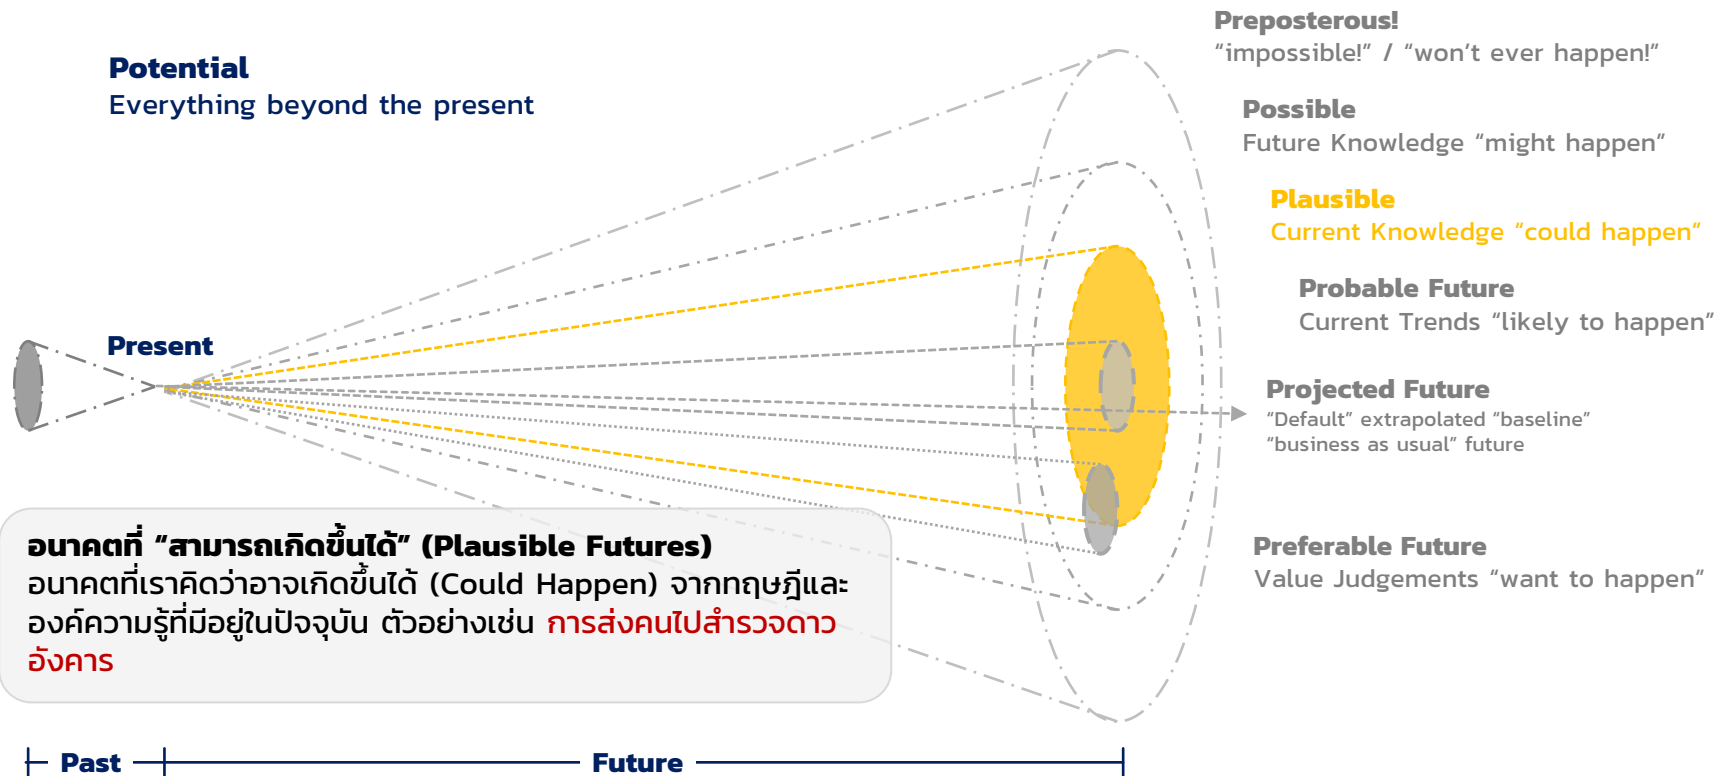 Potential
Everything beyond the present
Preposterous!
“impossible!” / “won’t ever happen!”
Possible
Future Knowledge “might happen”
Plausible
Current Knowledge “could happen”
Probable Future
Current Trends “likely to happen”
Present
Projected Future
“Default” extrapolated “baseline”
“business as usual” future
Preferable Future
Value Judgements “want to happen”
อนาคตที่ “สามารถเกิดขึ้นได้” (Plausible Futures)
อนาคตที่เราคิดว่าอาจเกิดขึ้นได้ (Could Happen) จากทฤษฎีและ
องค์ความรู้ที่มีอยู่ในปัจจุบัน ตัวอย่างเช่น การส่งคนไปสำรวจดาว
อังคาร
Past
Future